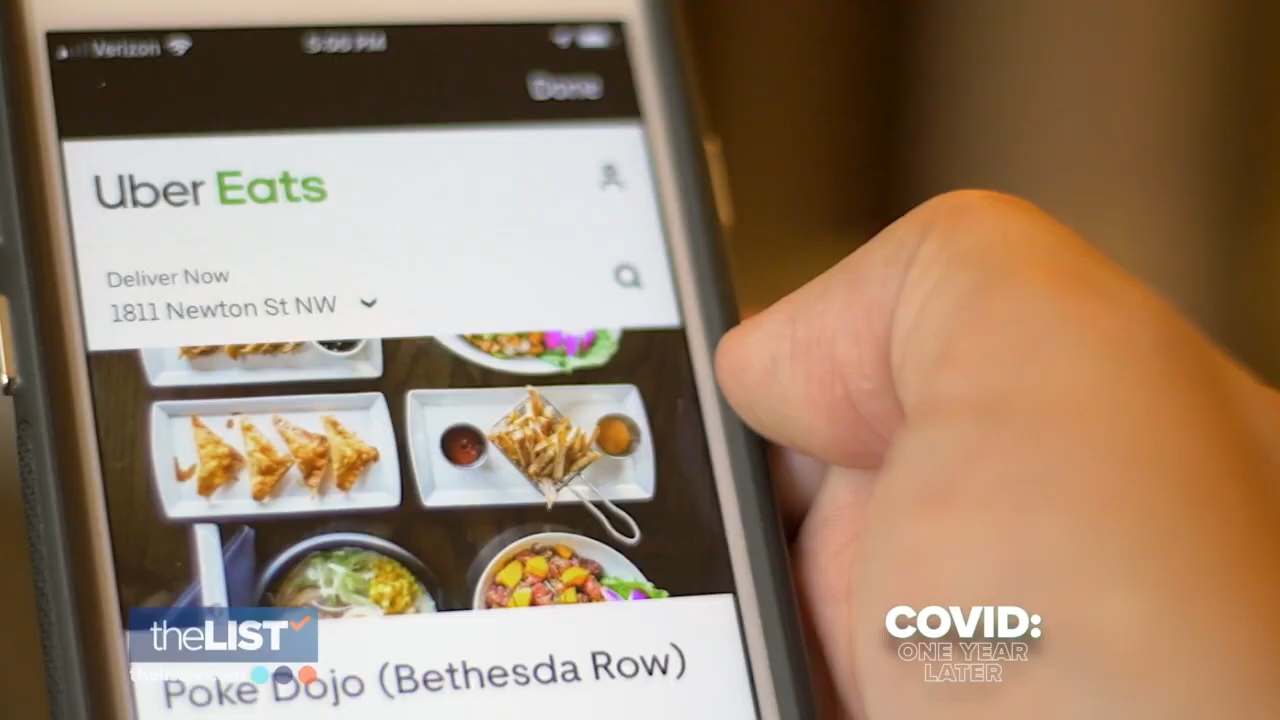 Verizon
Done
Uber Eats
Deliver Now
1811 Newton St NW
theLIST
Poke Dojo (Bethesda Row)
COVID:
ONE YEAR
LATER